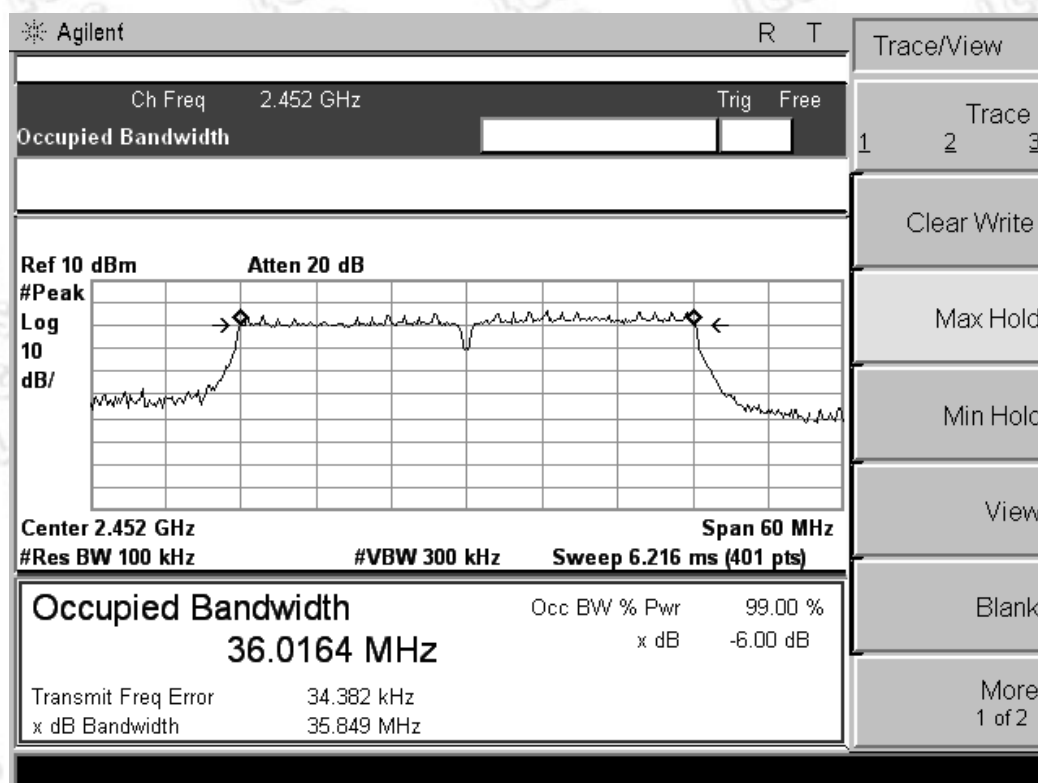 Agilent R T
Ch Freq 2.452 GHz Trig Free
Occupied Bandwidth
Ref 10 dBm Atten 20 dB
#Peak
Log
10
dB/
Center 2.452 GHz Span 60 MHz
#Res BW 100 kHz #VBW 300 kHz Sweep 6.216 ms (401 pts)
Occupied Bandwidth Occ BW % Pwr 99.00 %
36.0164 MHz x dB -6.00 dB
Transmit Freq Error 34.382 kHz
x dB Bandwidth 35.849 MHz
Trace/View
Trace
1 2 3
Clear Write
Max Hold
Min Hold
View
Blank
More
1 of 2